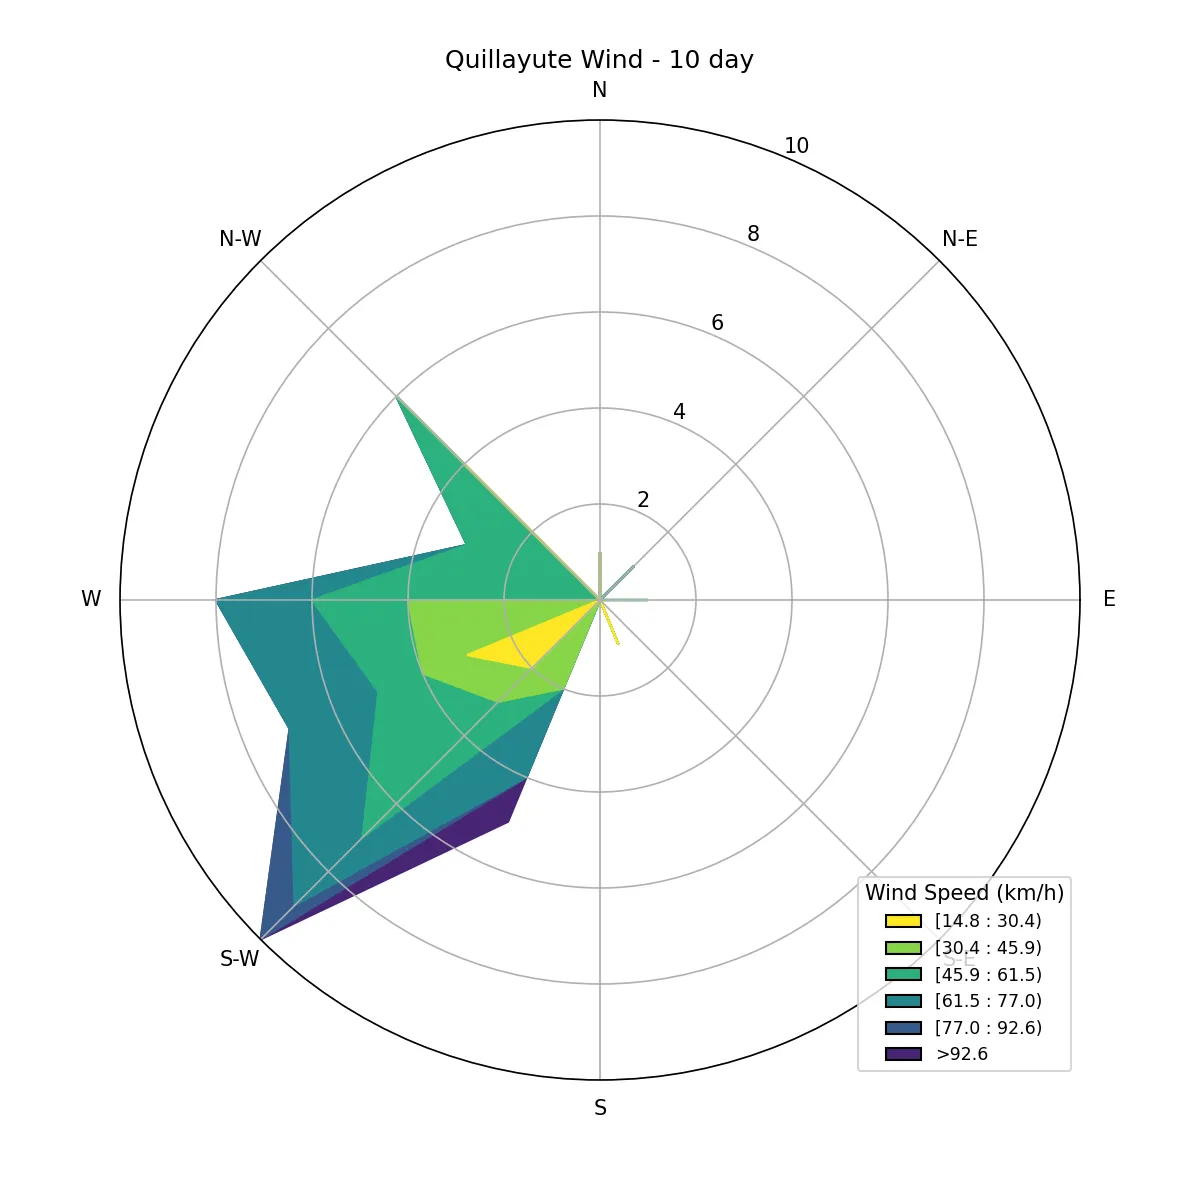 Quillayute Wind - 10 day
N
10
N-W
8
N-E
6
4
2
W
E
S-W
S-E
S
Wind Speed (km/h)
[14.8 : 30.4)
[30.4 : 45.9)
[45.9 : 61.5)
[61.5 : 77.0)
[77.0 : 92.6)
>92.6